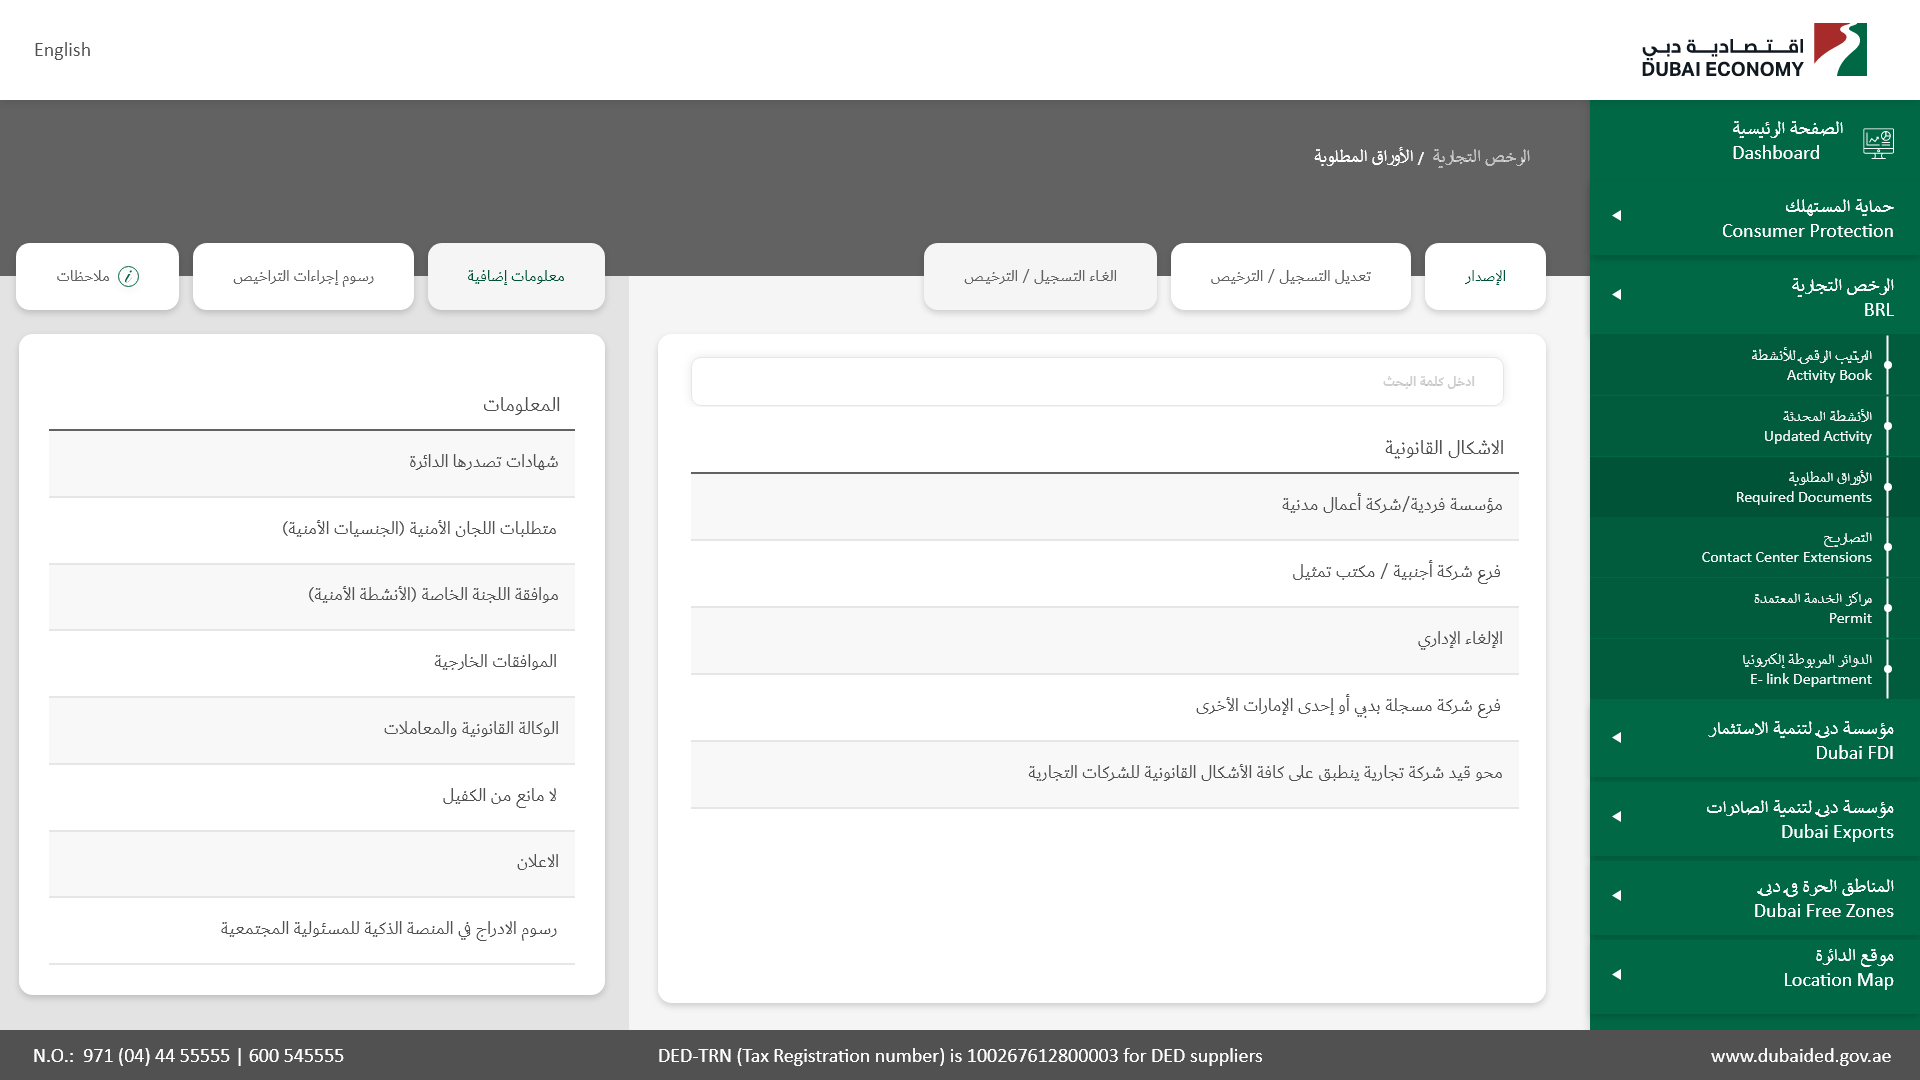 English
اقتصادية دبي
DUBAI ECONOMY
الصفحة الرئيسية
Dashboard
حماية المستهلك
Consumer Protection
الرخص التجارية
BRL
الترتيب الرقمي للأنشطة
Activity Book
الأنشطة المحدثة
Updated Activity
الأوراق المطلوبة
Required Documents
التصاريح
Contact Center Extensions
مراكز الخدمة المعتمدة
Permit
الدوائر المربوطة إلكترونيا
E- link Department
مؤسسة دبي لتنمية الاستثمار
Dubai FDI
مؤسسة دبي لتنمية الصادرات
Dubai Exports
المناطق الحرة في دبي
Dubai Free Zones
موقع الدائرة
Location Map
الرخص التجارية / الأوراق المطلوبة
الإصدار
تعديل التسجيل / الترخيص
الغاء التسجيل / الترخيص
ادخل كلمة البحث
الاشكال القانونية
مؤسسة فردية/شركة أعمال مدنية
فرع شركة أجنبية / مكتب تمثيل
الإلغاء الإداري
فرع شركة مسجلة بدبي أو إحدى الإمارات الأخرى
محو قيد شركة تجارية ينطبق على كافة الأشكال القانونية للشركات التجارية
معلومات إضافية
رسوم إجراءات التراخيص
ملاحظات
المعلومات
شهادات تصدرها الدائرة
متطلبات اللجان الأمنية (الجنسيات الأمنية)
موافقة اللجنة الخاصة (الأنشطة الأمنية)
الموافقات الخارجية
الوكالة القانونية والمعاملات
لا مانع من الكفيل
الاعلان
رسوم الادراج في المنصة الذكية للمسئولية المجتمعية
N.O.: 971 (04) 44 55555 | 600 545555
DED-TRN (Tax Registration number) is 100267612800003 for DED suppliers
www.dubaided.gov.ae